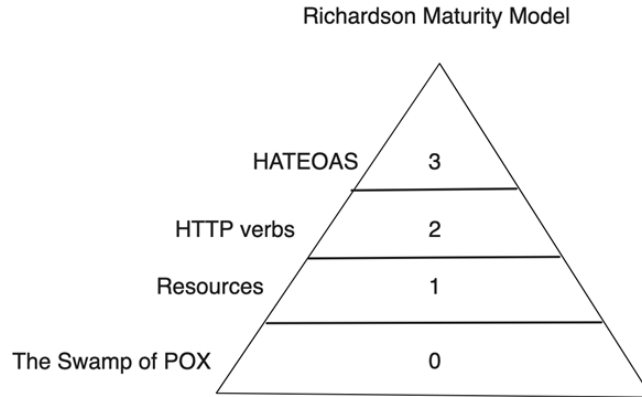 Richardson Maturity Model
HATEOAS 3
HTTP verbs 2
Resources 1
The Swamp of POX 0